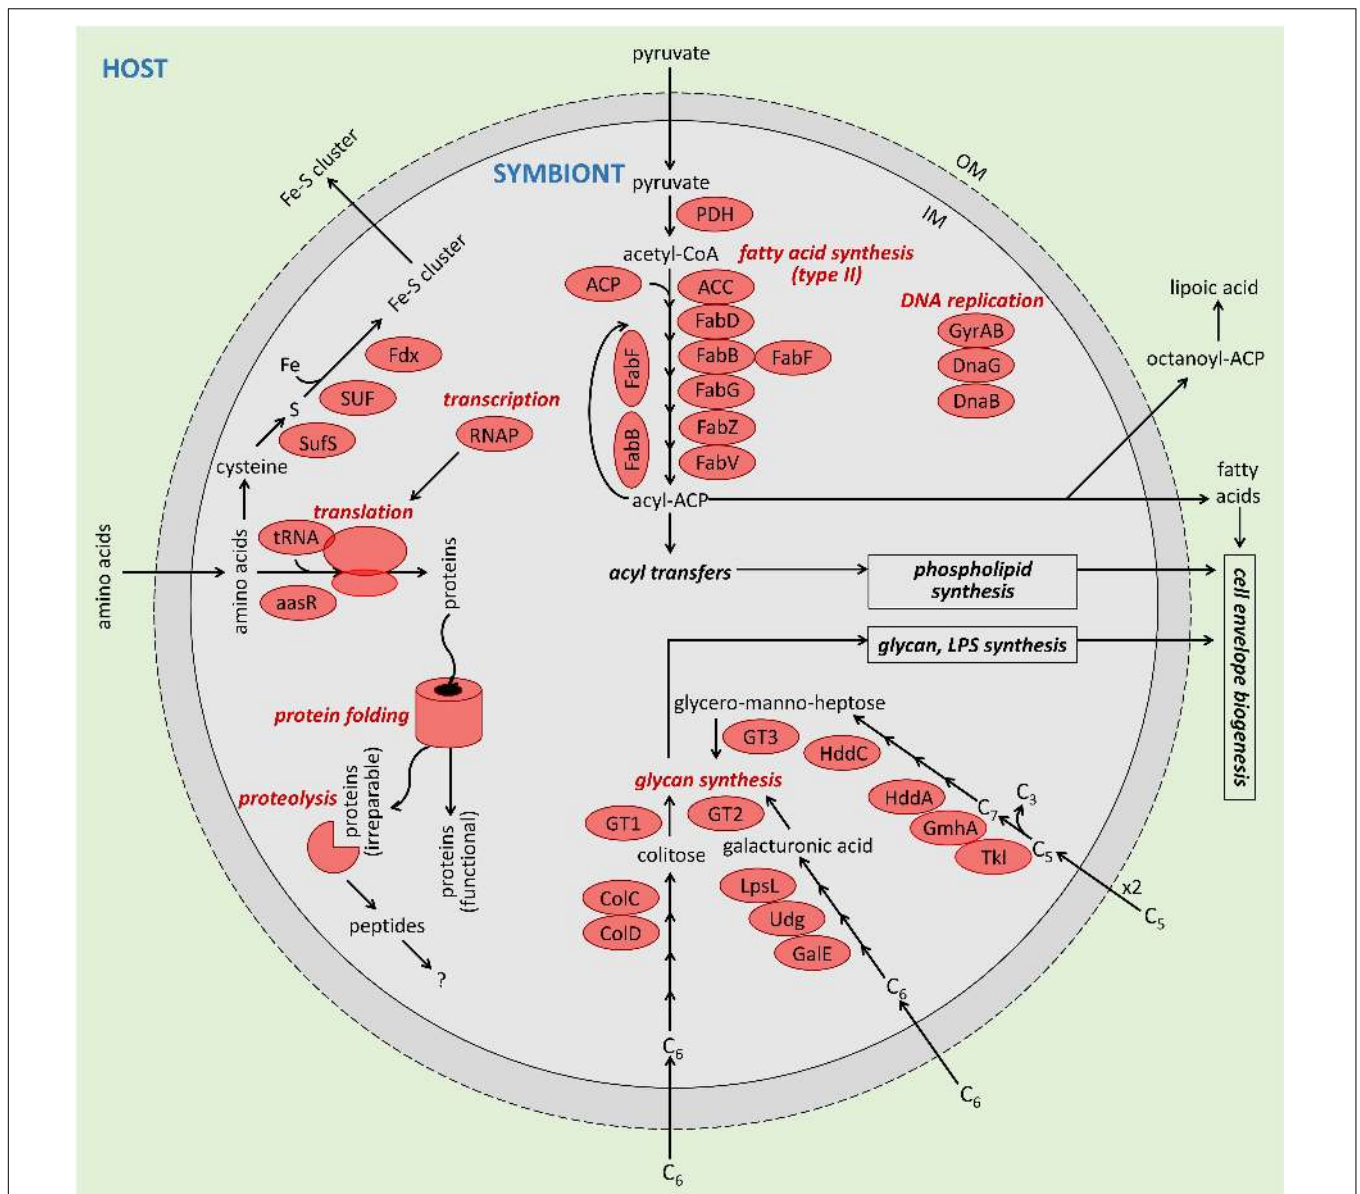 HOST
pyruvate
OM
IM
SYMBIONT
pyruvate
PDH
acetyl-CoA
fatty acid synthesis
(type II)
ACP
ACC
FabD
FabB
FabF
FabG
FabZ
FabV
FabF
FabB
acyl-ACP
DNA replication
GyrAB
DnaG
DnaB
lipoic acid
octanoyl-ACP
fatty
acids
Fe-S cluster
Fe-S cluster
Fe
Fdx
S
SUF
SufS
cysteine
transcription
RNAP
translation
tRNA
aasR
amino acids
amino acids
proteins
acyl transfers
phospholipid
synthesis
glycan, LPS synthesis
cell envelope biogenesis
protein folding
proteolysis
proteins
(irreparable)
proteins
(functional)
peptides
?
glycero-manno-heptose
GT3
HddC
glycan synthesis
HddA
C7
C3
GmhA
Tkl
C5
x2
C5
GT1
GT2
colitose
galacturonic acid
ColC
ColD
LpsL
Udg
GalE
C6
C6
C6
C6